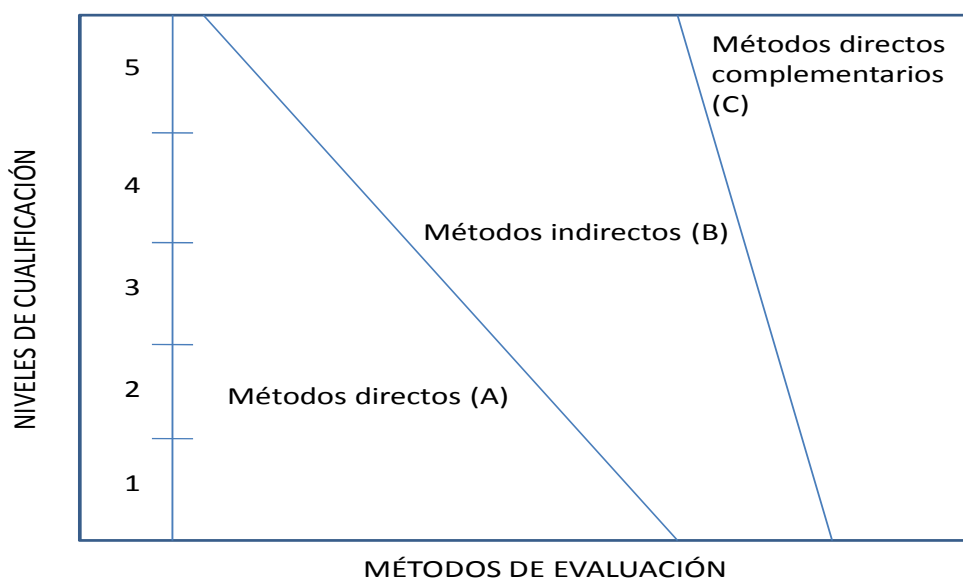 Métodos directos
complementarios
(C)
5
4
Métodos indirectos (B)
3
Métodos directos (A)
2
1
NIVELES DE CUALIFICACIÓN
MÉTODOS DE EVALUACIÓN